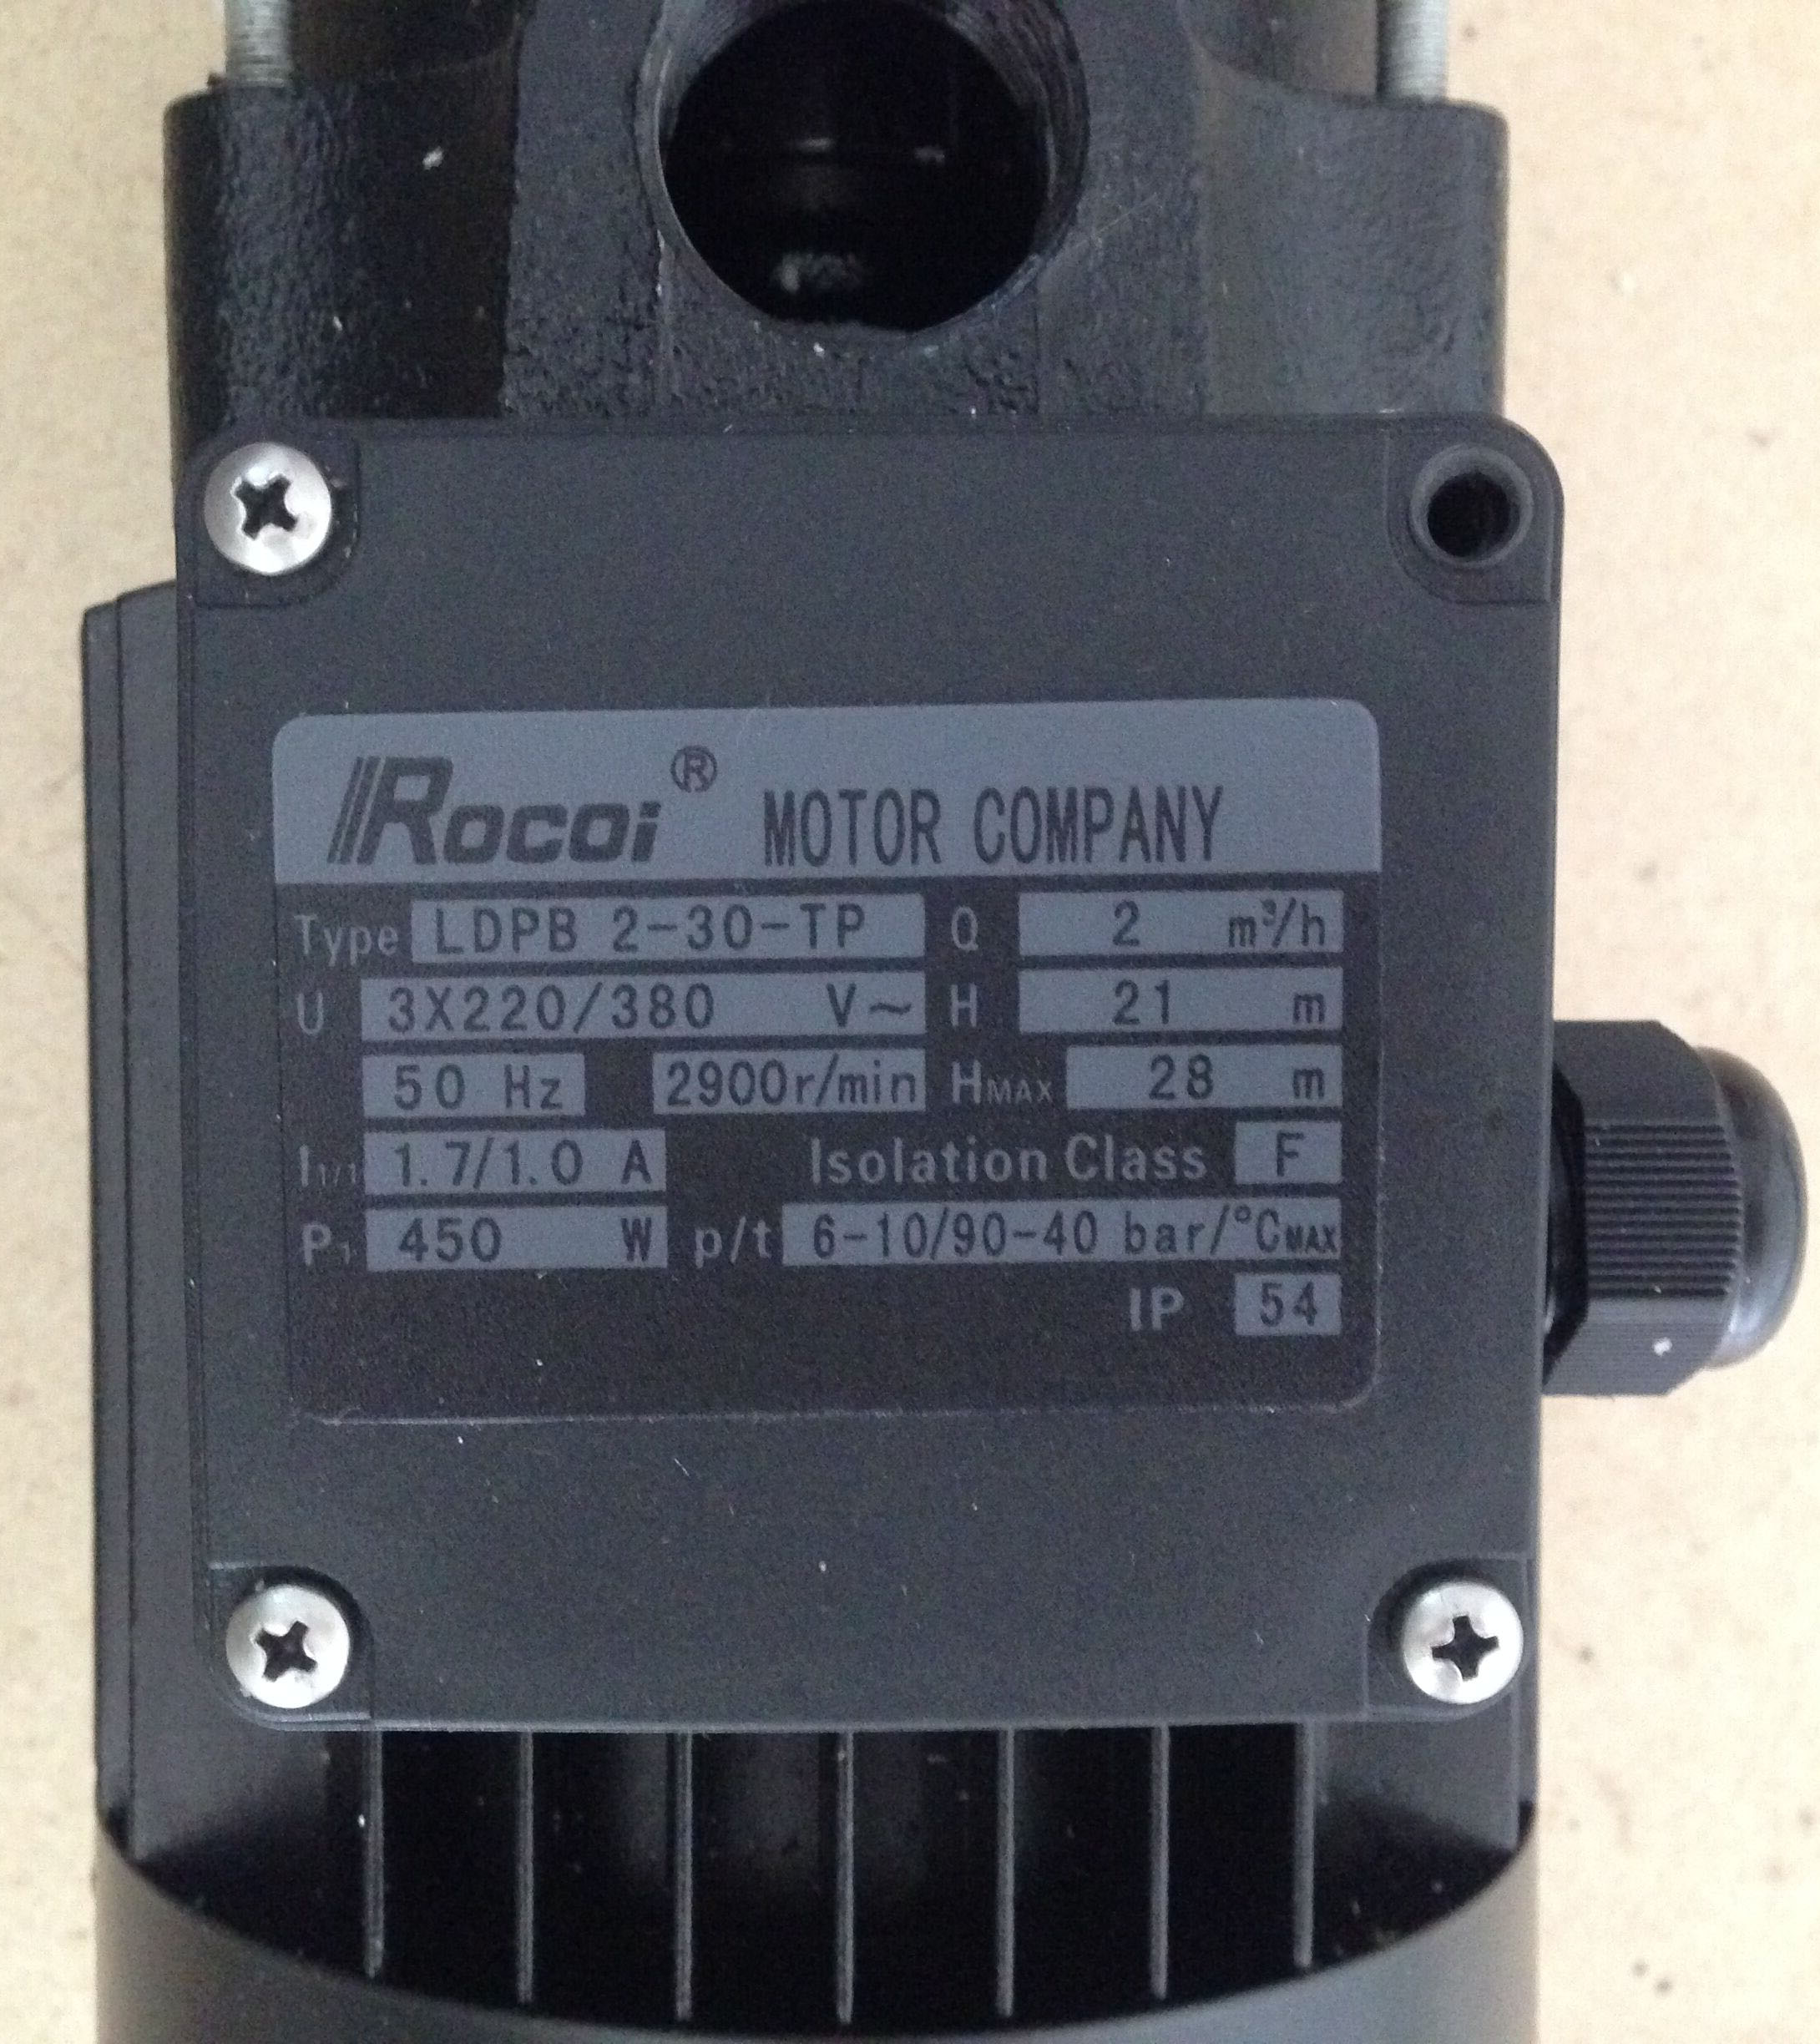 Rocoi® MOTOR COMPANY
Type LDPB 2-30-TP Q 2 m³/h
U 3X220/380 V~ H 21 m
50 Hz 2900r/min HMAX 28 m
I1/1 1.7/1.0 A Isolation Class F
P1 450 W p/t 6-10/90-40 bar/°CMAX
IP 54